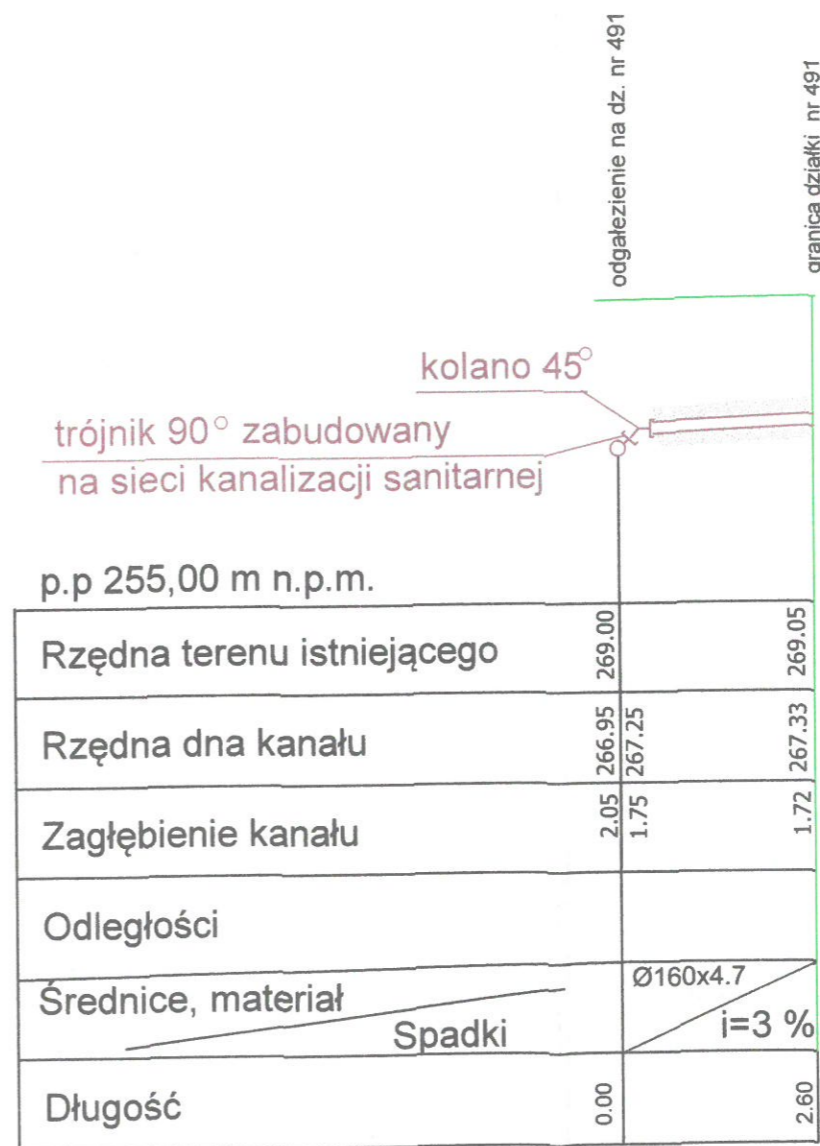 odgałezienie na dz. nr 491
granica działki nr 491
kolano 45°
trójnik 90° zabudowany
na sieci kanalizacji sanitarnej
p.p 255,00 m n.p.m.
Rzędna terenu istniejącego 269.00 269.05
Rzędna dna kanału 266.95 267.25 267.33
Zagłębienie kanału 2.05 1.75 1.72
Odległości
Średnice, materiał Ø160x4.7
Spadki i=3 %
Długość 0.00 2.60